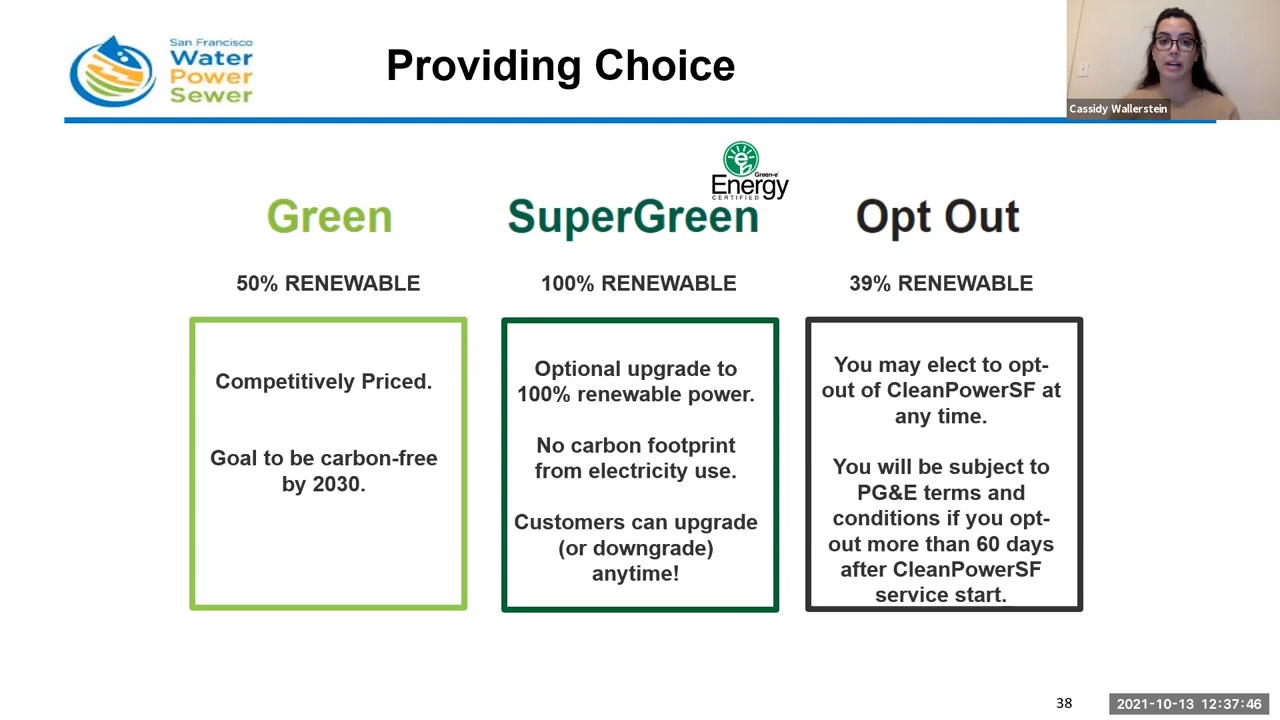 San Francisco
Water
Power
Sewer
Providing Choice
Cassidy Wallerstein
e
Green-e
Energy
CERTIFIED
Green
SuperGreen
Opt Out
50% RENEWABLE
100% RENEWABLE
39% RENEWABLE
Competitively Priced.
Goal to be carbon-free
by 2030.
Optional upgrade to
100% renewable power.
No carbon footprint
from electricity use.
Customers can upgrade
(or downgrade)
anytime!
You may elect to opt-
out of CleanPowerSF at
any time.
You will be subject to
PG&E terms and
conditions if you opt-
out more than 60 days
after CleanPowerSF
service start.
38
2021-10-13 12:37:46